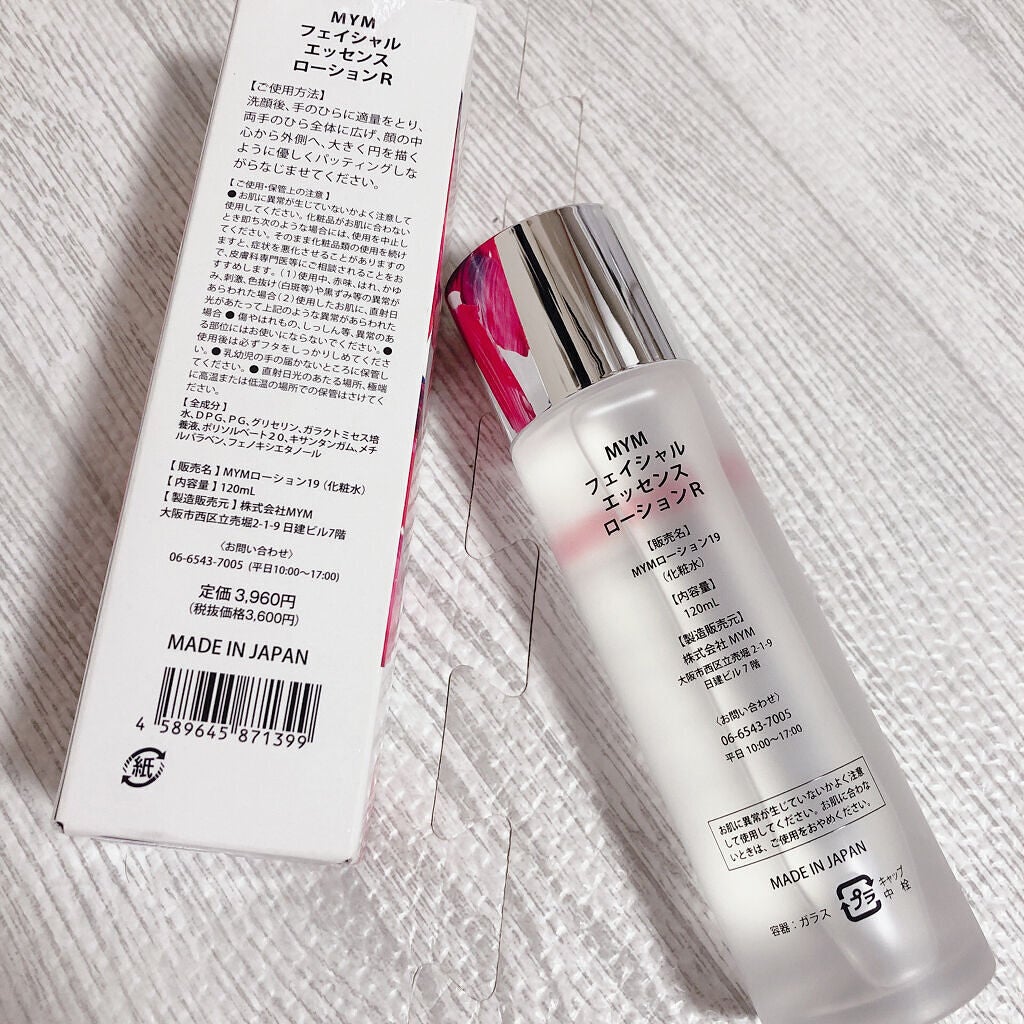 MYM
フェイシャル
エッセンス
ローションR
【ご使用方法】
洗顔後、手のひらに適量をとり、
両手のひら全体に広げ、顔の中
心から外側へ、大きく円を描く
ように優しくパッティングしな
がらなじませてください。
【ご使用・保管上の注意】
●お肌に異常が生じていないかよく注意して
使用してください。化粧品がお肌に合わない
とき即ち次のような場合には、使用を中止し
てください。そのまま化粧品類の使用を続け
ますと、症状を悪化させることがありますの
で、皮膚科専門医等にご相談されることをお
すすめします。(1)使用中、赤味、はれ、かゆ
み、刺激、色抜け(白斑等)や黒ずみ等の異常が
あらわれた場合(2)使用したお肌に、直射日
光があたって上記のような異常があらわれた
場合 ●傷やはれもの、しっしん等、異常のあ
る部位にはお使いにならないでください。●
使用後は必ずフタをしっかりしめてくださ
い。●乳幼児の手の届かないところに保管し
てください。●直射日光のあたる場所、極端
に高温または低温の場所での保管はさけてく
ださい。
【全成分】
水、DPG、PG、グリセリン、ガラクトミセス培
養液、ポリソルベート20、キサンタンガム、メチ
ルパラベン、フェノキシエタノール
【販売名】MYMローション19(化粧水)
【内容量】120mL
【製造販売元】株式会社MYM
大阪市西区立売堀2-1-9 日建ビル7階
〈お問い合わせ〉
06-6543-7005 (平日10:00〜17:00)
定価 3,960円
(税抜価格3,600円)
MADE IN JAPAN
4 589645 871399
紙
MYM
フェイシャル
エッセンス
ローションR
【販売名】
MYMローション19
(化粧水)
【内容量】
120mL
【製造販売元】
株式会社 MYM
大阪市西区立売堀 2-1-9
日建ビル 7 階
〈お問い合わせ〉
06-6543-7005
平日 10:00〜17:00
お肌に異常が生じていないかよく注意
して使用してください。お肌に合わな
いときは、ご使用をおやめください。
MADE IN JAPAN
容器：ガラス
プラ
キャップ
中 栓